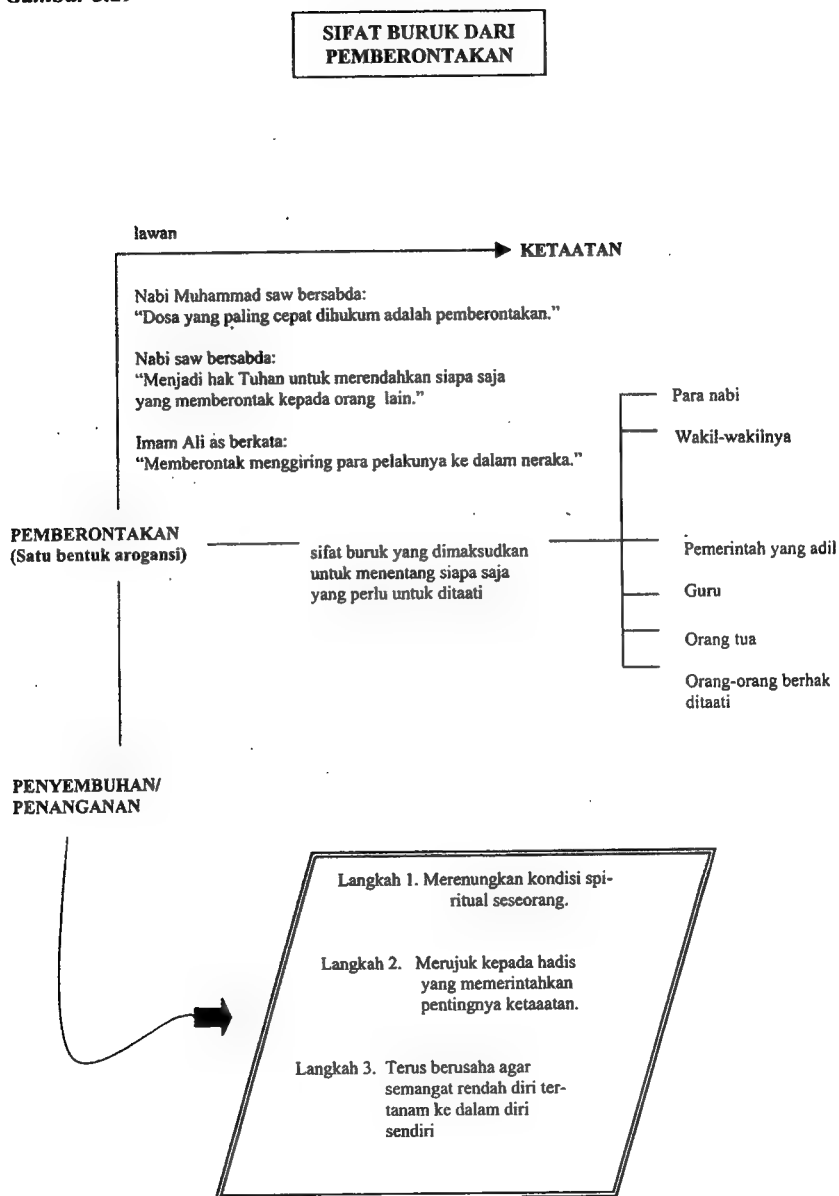 SIFAT BURUK DARI
PEMBERONTAKAN
lawan
KETAATAN
Nabi Muhammad saw bersabda:
“Dosa yang paling cepat dihukum adalah pemberontakan.”
Nabi saw bersabda:
“Menjadi hak Tuhan untuk merendahkan siapa saja
yang memberontak kepada orang lain.”
Imam Ali as berkata:
“Memberontak menggiring para pelakunya ke dalam neraka.”
PEMBERONTAKAN
(Satu bentuk arogansi)
sifat buruk yang dimaksudkan
untuk menentang siapa saja
yang perlu untuk ditaati
Para nabi
Wakil-wakilnya
Pemerintah yang adil
Guru
Orang tua
Orang-orang berhak
ditaati
PENYEMBUHAN/
PENANGANAN
Langkah 1. Merenungkan kondisi spi-
ritual seseorang.
Langkah 2. Merujuk kepada hadis
yang memerintahkan
pentingnya ketaaatan.
Langkah 3. Terus berusaha agar
semangat rendah diri ter-
tanam ke dalam diri
sendiri